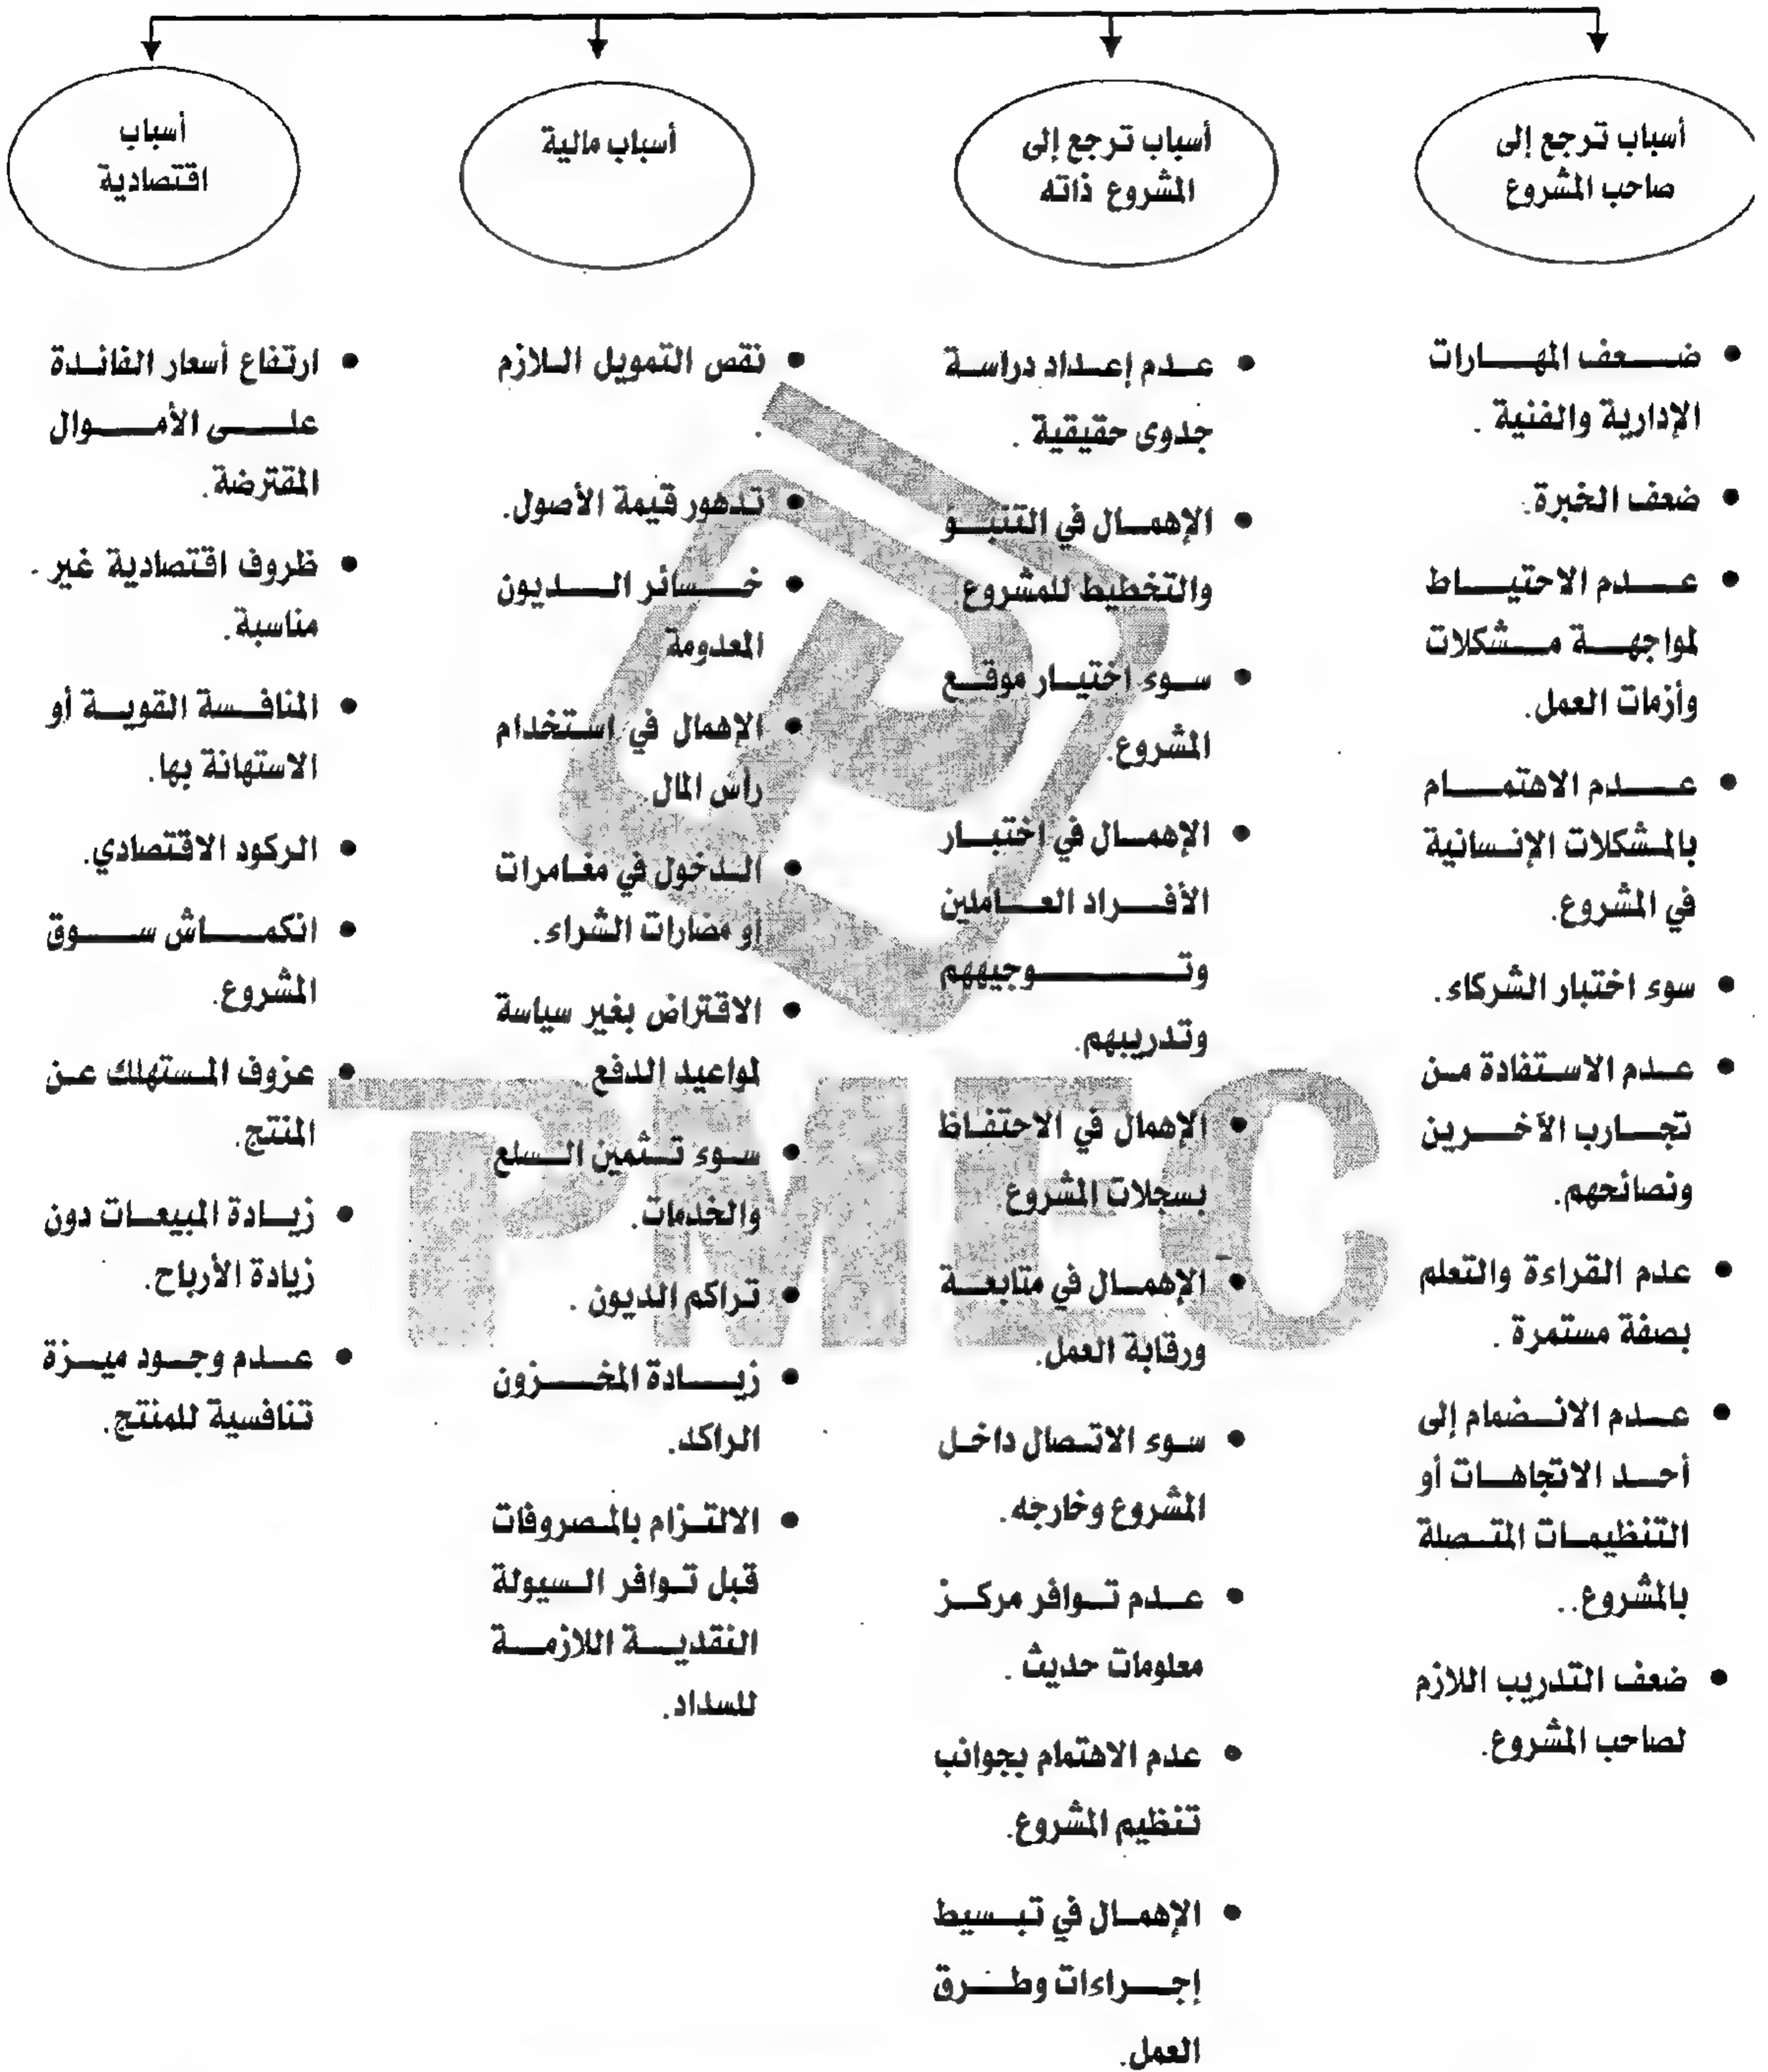 أسباب ترجع إلى
صاحب المشروع
• ضعف المهارات
الإدارية والفنية .
• ضعف الخبرة.
• عدم الاحتياط
لمواجهة مشكلات
وأزمات العمل.
• عدم الاهتمام
بالمشكلات الإنسانية
في المشروع.
• سوء اختبار الشركاء.
• عدم الاستفادة من
تجارب الآخرين
ونصائحهم.
• عدم القراءة والتعلم
بصفة مستمرة .
• عدم الانضمام إلى
أحد الاتجاهات أو
التنظيمات المتصلة
بالمشروع..
• ضعف التدريب اللازم
لصاحب المشروع.
أسباب ترجع إلى
المشروع ذاته
• عدم إعداد دراسة
جدوى حقيقية .
• الإهمال في التنبؤ
والتخطيط للمشروع.
• سوء اختيار موقع
المشروع.
• الإهمال في اختبار
الأفراد العاملين
وتوجيههم
وتدريبهم.
• الإهمال في الاحتفاظ
بسجلات المشروع
• الإهمال في متابعة
ورقابة العمل.
• سوء الاتصال داخل
المشروع وخارجه.
• عدم توافر مركز
معلومات حديث .
• عدم الاهتمام بجوانب
تنظيم المشروع.
• الإهمال في تبسيط
إجراءات وطرق
العمل.
أسباب مالية
• نقص التمويل اللازم
.
• تدهور قيمة الأصول.
• خسائر الديون
المعدومة
• الإهمال في استخدام
رأس المال.
• الدخول في مغامرات
أو مضارات الشراء.
• الاقتراض بغير سياسة
لمواعيد الدفع
• سوء تثمين السلع
والخدمات.
• تراكم الديون .
• زيادة المخزون
الراكد.
• الالتزام بالمصروفات
قبل توافر السيولة
النقدية اللازمة
للسداد.
أسباب
اقتصادية
• ارتفاع أسعار الفائدة
على الأموال
المقترضة.
• ظروف اقتصادية غير
مناسبة.
• المنافسة القوية أو
الاستهانة بها.
• الركود الاقتصادي.
• انكماش سوق
المشروع.
• عزوف المستهلك عن
المنتج.
• زيادة المبيعات دون
زيادة الأرباح.
• عدم وجود ميزة
تنافسية للمنتج.
PMEC